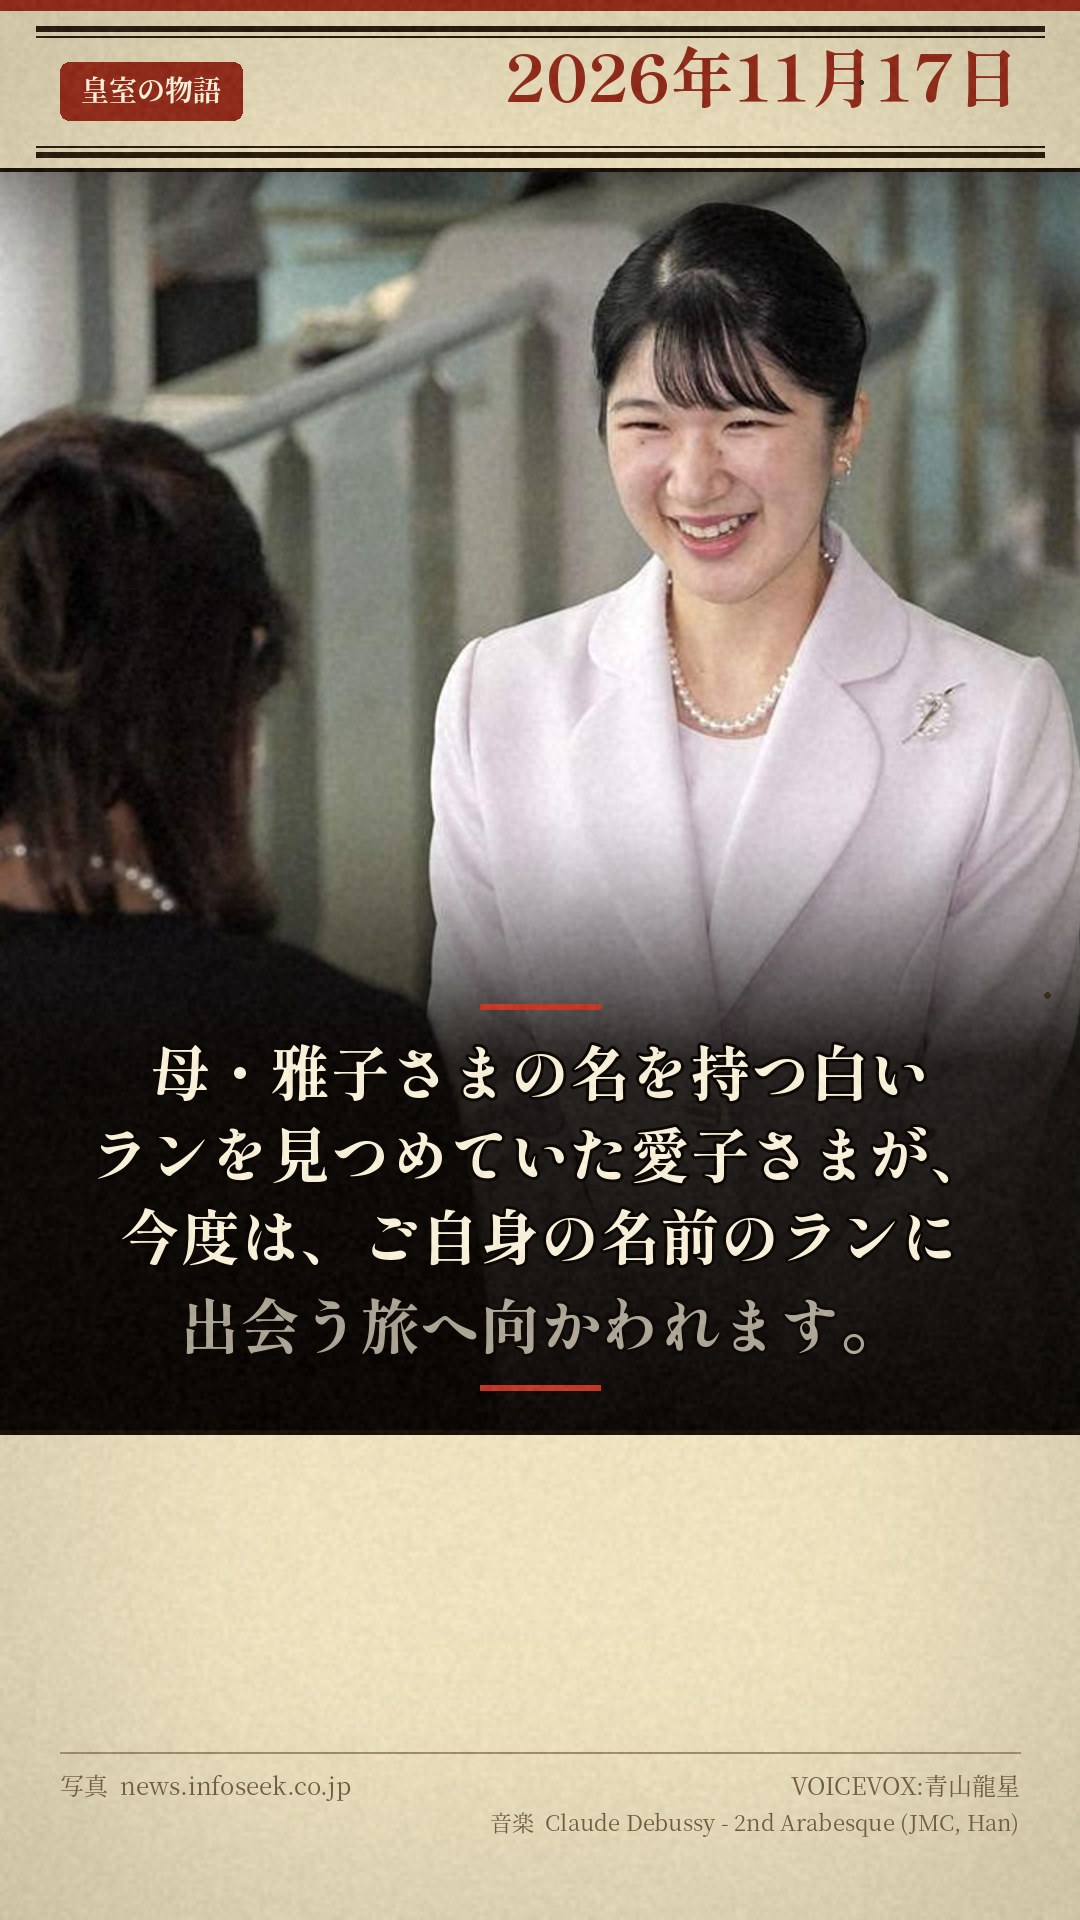 皇室の物語
2026年11月17日
母・雅子さまの名を持つ白い
ランを見つめていた愛子さまが、
今度は、ご自身の名前のランに
出会う旅へ向かわれます。
写真 news.infoseek.co.jp
VOICEVOX:青山龍星
音楽 Claude Debussy - 2nd Arabesque (JMC, Han)